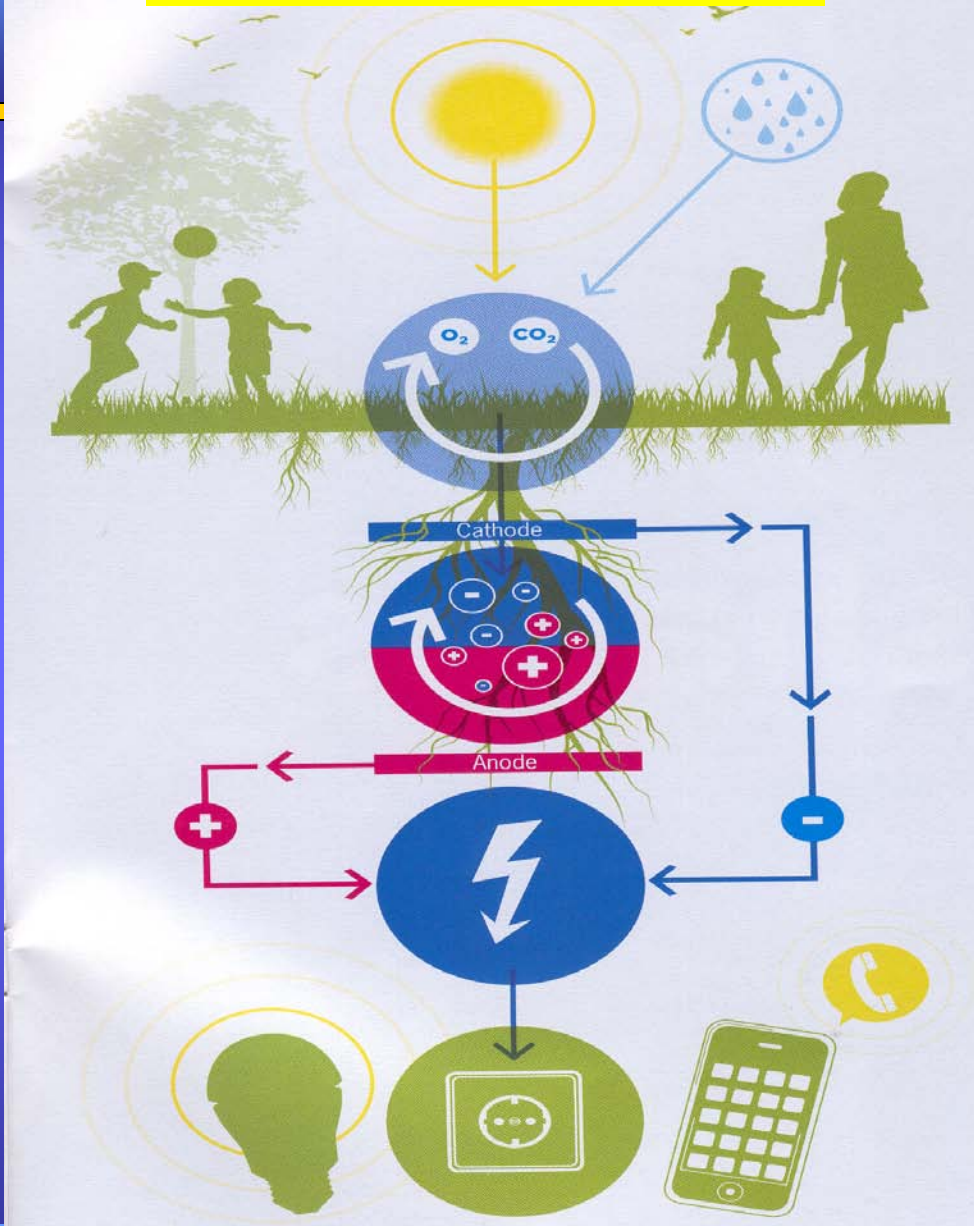 O₂ CO₂
Cathode
- -
- +
+ + +
-
Anode
+ -